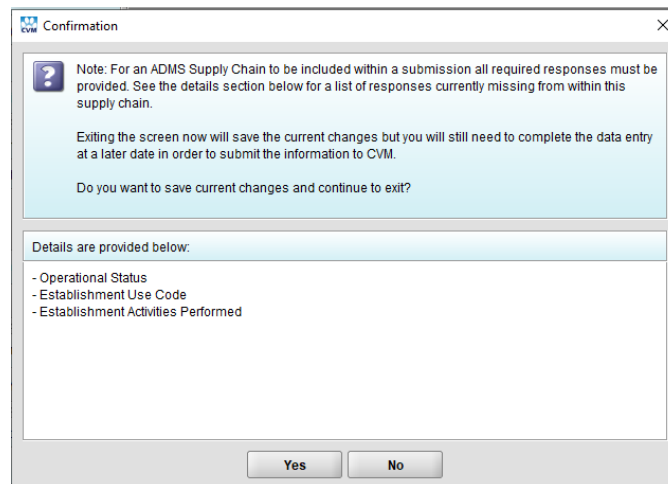 CVM Confirmation
Note: For an ADMS Supply Chain to be included within a submission all required responses must be
provided. See the details section below for a list of responses currently missing from within this
supply chain.
Exiting the screen now will save the current changes but you will still need to complete the data entry
at a later date in order to submit the information to CVM.
Do you want to save current changes and continue to exit?
Details are provided below:
- Operational Status
- Establishment Use Code
- Establishment Activities Performed
Yes No